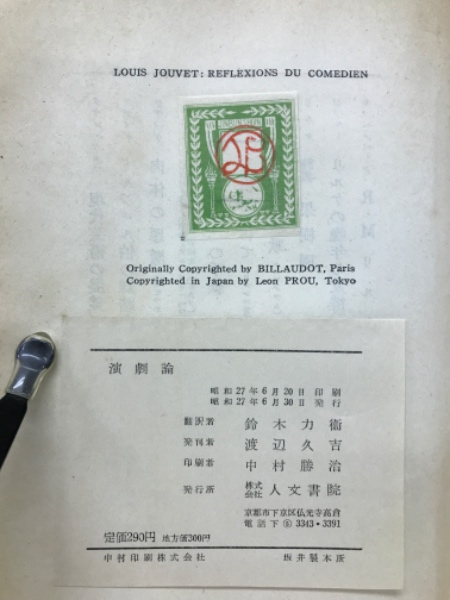 LOUIS JOUVET: REFLEXIONS DU COMEDIEN
Originally Copyrighted by BILLAUDOT, Paris
Copyrighted in Japan by Leon PROU, Tokyo
演劇論
昭和27年6月20日 印刷
昭和27年6月30日 発行
翻訳者 鈴木力衛
発刊者 渡辺久吉
印刷者 中村勝治
発行所 株式会社 人文書院
京都市下京区仏光寺高倉
電話下⑤ 3343・3391
定価290円 地方価300円
中村印刷株式会社 坂井製本所